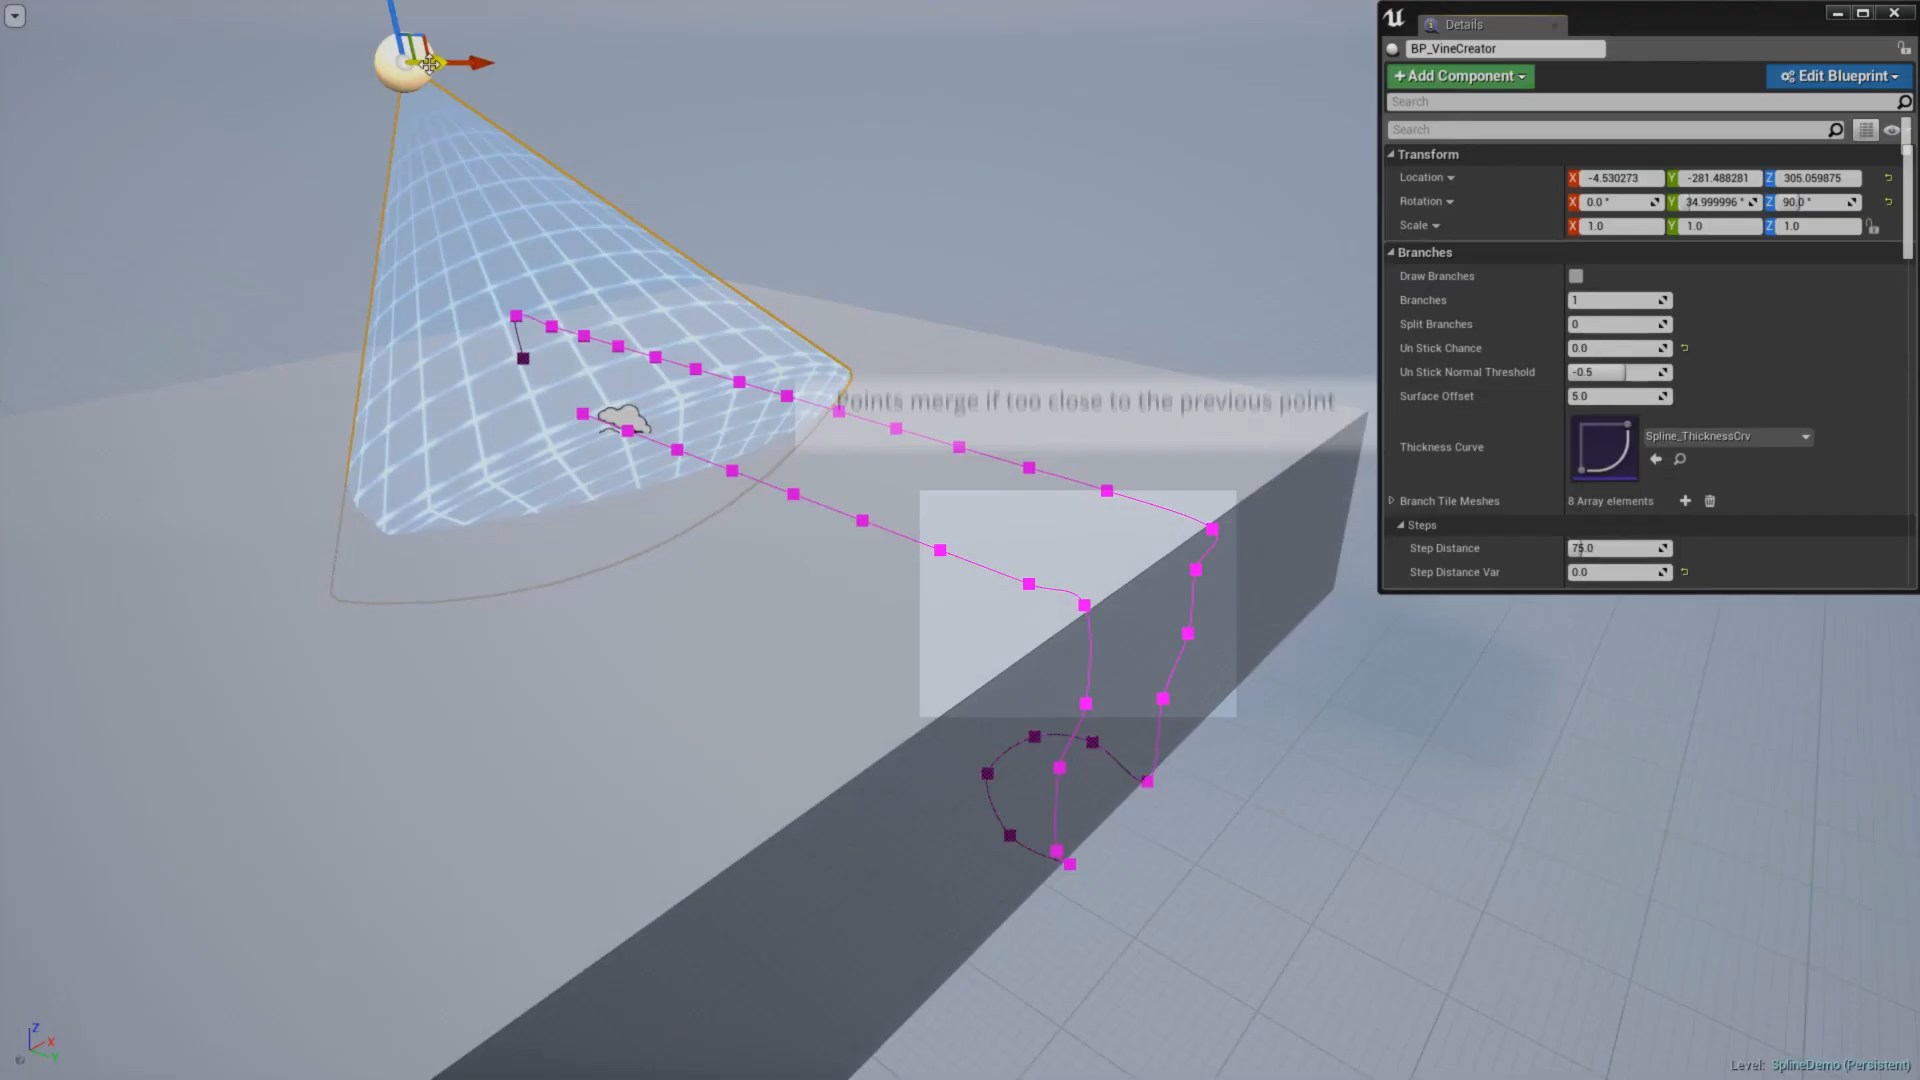 Details
BP_VineCreator
+Add Component
Edit Blueprint
Search
Search
Transform
Location
X -4.530273 Y -281.488281 Z 305.059875
Rotation
X 0.0 ° Y 34.999996 ° Z 90.0 °
Scale
X 1.0 Y 1.0 Z 1.0
Branches
Draw Branches
Branches 1
Split Branches 0
Un Stick Chance 0.0
Un Stick Normal Threshold -0.5
Surface Offset 5.0
Thickness Curve Spline_ThicknessCrv
Branch Tile Meshes 8 Array elements
Steps
Step Distance 75.0
Step Distance Var 0.0
Points merge if too close to the previous point
Z
X
Y
Level: SplineDemo (Persistent)